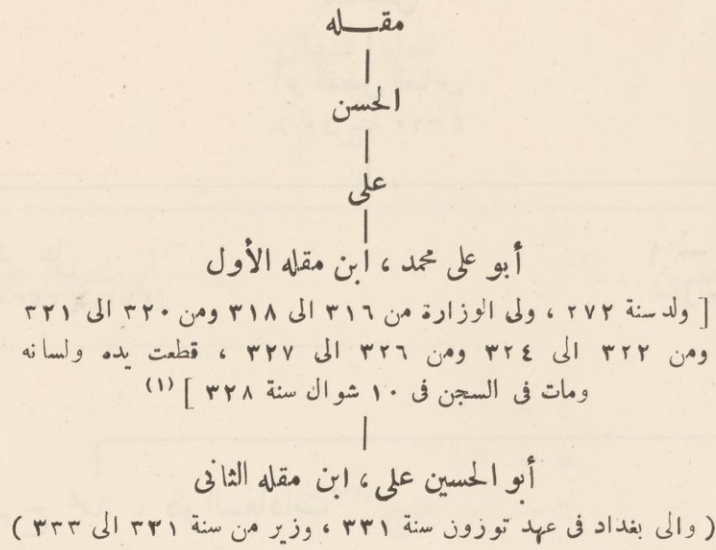 مقـــله
الحسن
على
أبو على محمد ، ابن مقله الأول
[ ولد سنة ٢٧٢ ، ولى الوزارة من ٣١٦ الى ٣١٨ ومن ٣٢٠ الى ٣٢١
ومن ٣٢٢ الى ٣٢٤ ومن ٣٢٦ الى ٣٢٧ ، قطعت يده ولسانه
ومات فى السجن فى ١٠ شوال سنة ٣٢٨ ] (١)
أبو الحسين على ، ابن مقله الثانى
( والى بغداد فى عهد توزون سنة ٣٣١ ، وزير من سنة ٣٣١ الى ٣٣٣ )